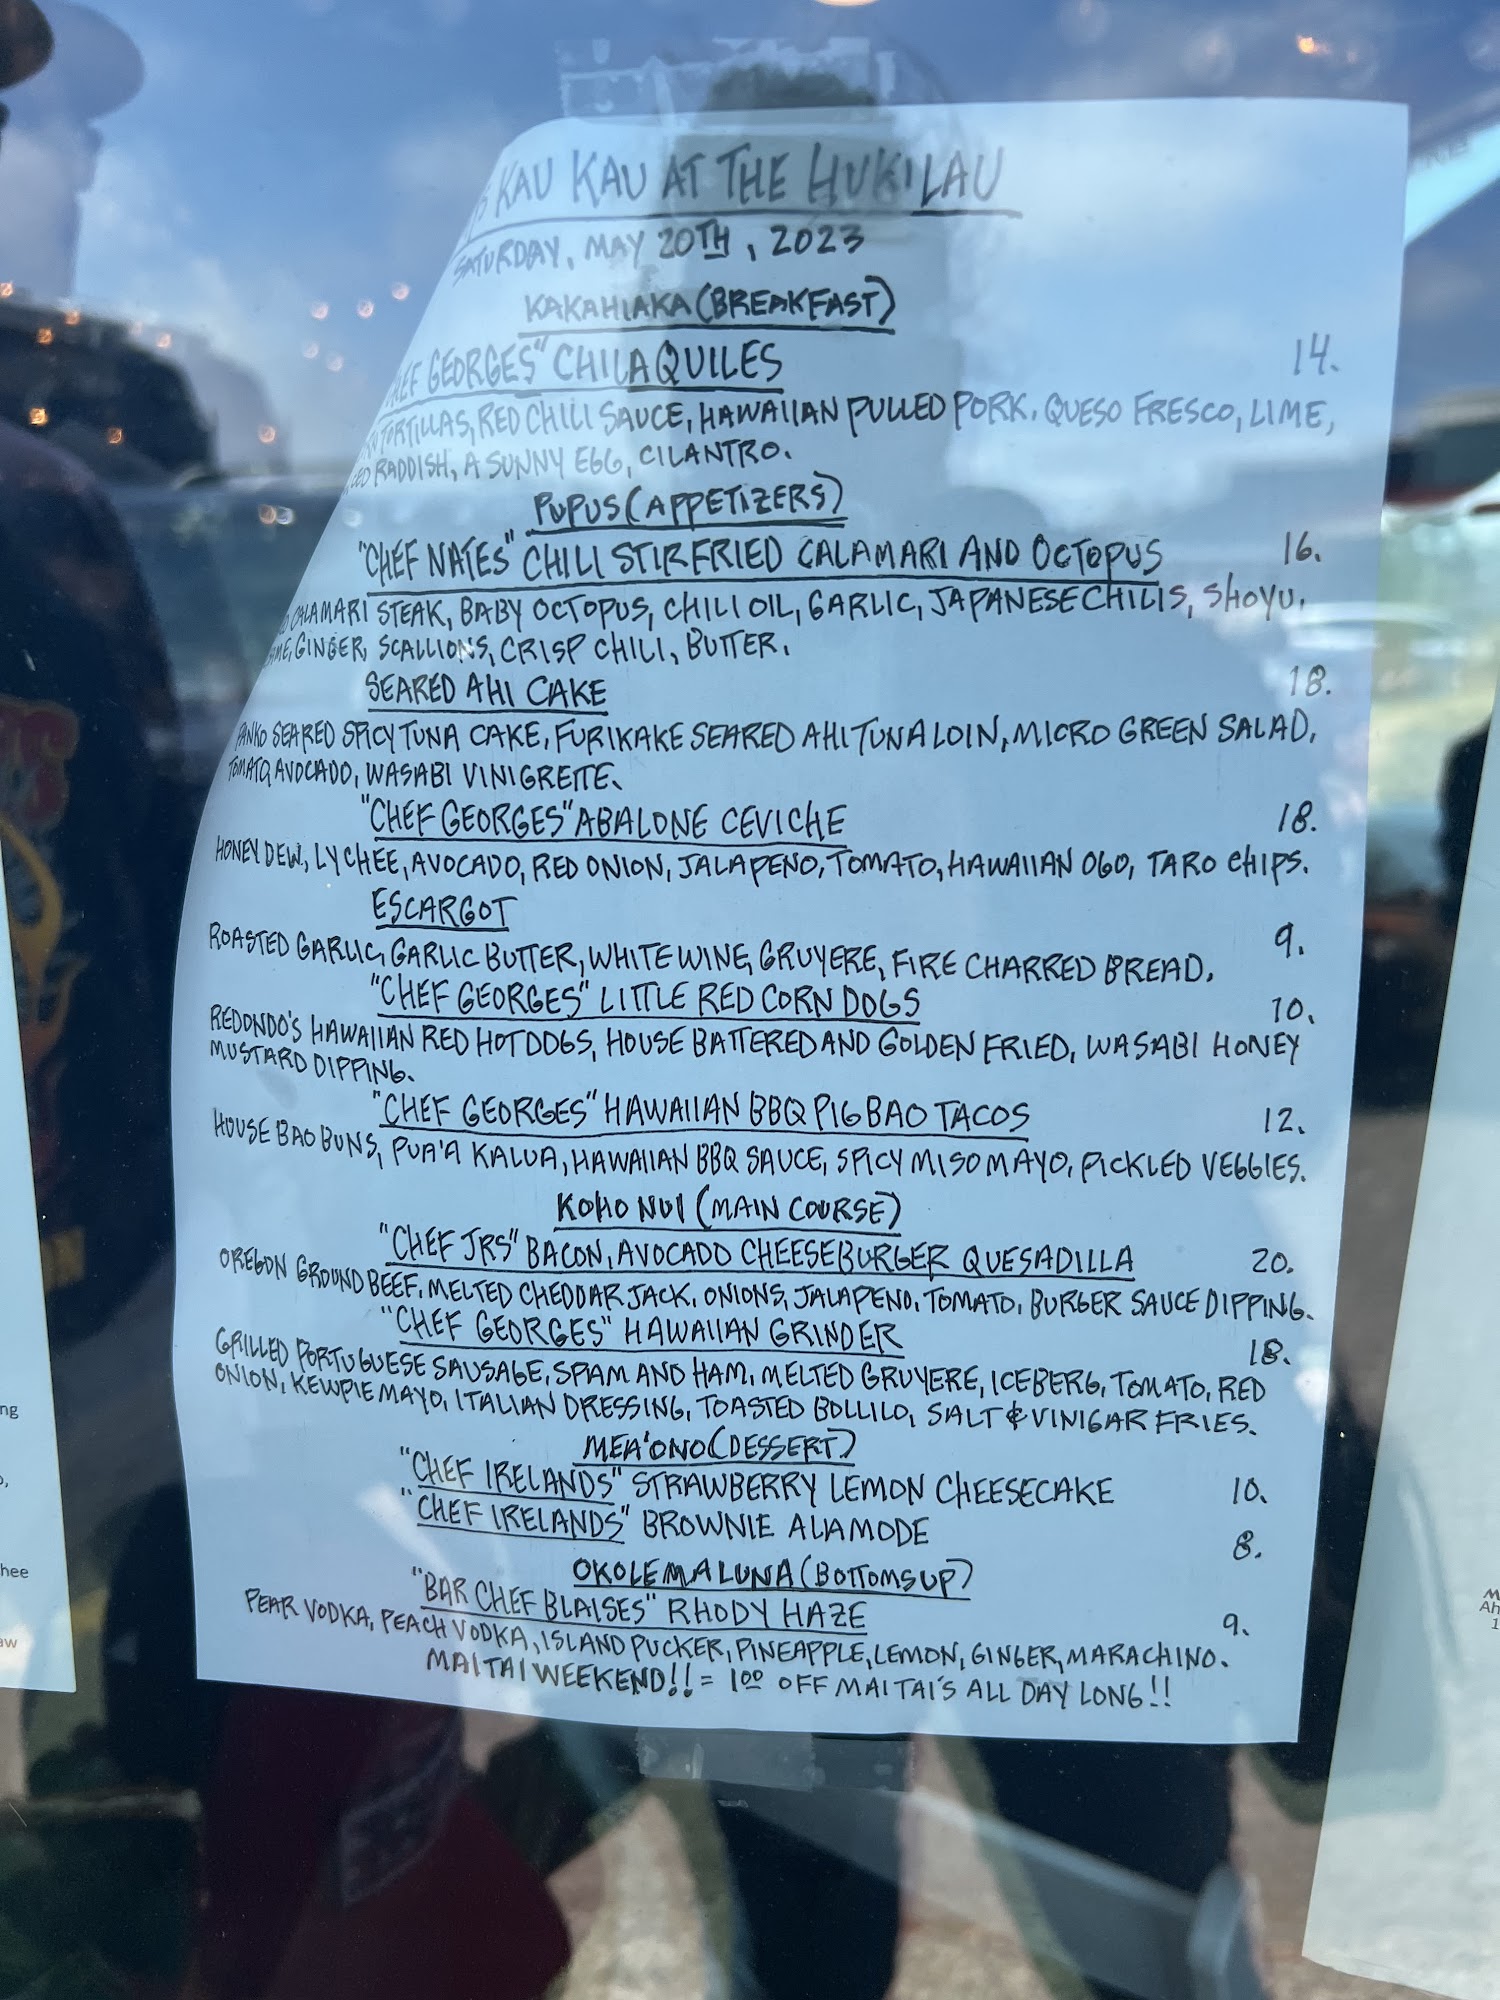 KAU KAU AT THE HUKILAU
SATURDAY, MAY 20TH, 2023
KAKAHIAKA (BREAKFAST)
GEORGES" CHILAQUILES 14.
TORTILLAS, RED CHILI SAUCE, HAWAIIAN PULLED PORK. QUESO FRESCO, LIME,
RADDISH, A SUNNY EGG, CILANTRO.
PUPUS (APPETIZERS)
"CHEF NATES" CHILI STIRFRIED CALAMARI AND OCTOPUS 16.
CALAMARI STEAK, BABY OCTOPUS, CHILI OIL, GARLIC, JAPANESE CHILIS, SHOYU,
GINGER, SCALLIONS, CRISP CHILI, BUTTER.
SEARED AHI CAKE 18.
PANKO SEARED SPICY TUNA CAKE, FURIKAKE SEARED AHI TUNA LOIN, MICRO GREEN SALAD,
TOMATO, AVOCADO, WASABI VINIGRETTE.
"CHEF GEORGES" ABALONE CEVICHE 18.
HONEY DEW, LYCHEE, AVOCADO, RED ONION, JALAPENO, TOMATO, HAWAIIAN OGO, TARO CHIPS.
ESCARGOT 9.
ROASTED GARLIC, GARLIC BUTTER, WHITE WINE, GRUYERE, FIRE CHARRED BREAD.
"CHEF GEORGES" LITTLE RED CORN DOGS 10.
REDONDO'S HAWAIIAN RED HOT DOGS, HOUSE BATTERED AND GOLDEN FRIED, WASABI HONEY
MUSTARD DIPPING.
"CHEF GEORGES" HAWAIIAN BBQ PIG BAO TACOS 12.
HOUSE BAO BUNS, PUA'A KALUA, HAWAIIAN BBQ SAUCE, SPICY MISO MAYO, PICKLED VEGGIES.
KOHO NUI (MAIN COURSE)
"CHEF JRS" BACON, AVOCADO CHEESEBURGER QUESADILLA 20.
OREGON GROUND BEEF, MELTED CHEDDAR JACK, ONIONS, JALAPENO, TOMATO, BURGER SAUCE DIPPING.
"CHEF GEORGES" HAWAIIAN GRINDER 18.
GRILLED PORTUGUESE SAUSAGE, SPAM AND HAM, MELTED GRUYERE, ICEBERG, TOMATO, RED
ONION, KEWPIE MAYO, ITALIAN DRESSING, TOASTED BOLLILO, SALT & VINIGAR FRIES.
MEA'ONO (DESSERT)
"CHEF IRELANDS" STRAWBERRY LEMON CHEESECAKE 10.
"CHEF IRELANDS" BROWNIE ALAMODE 8.
OKOLEMALUNA (BOTTOMSUP)
"BAR CHEF BLAISES" RHODY HAZE 9.
PEAR VODKA, PEACH VODKA, ISLAND PUCKER, PINEAPPLE, LEMON, GINGER, MARACHINO.
MAI TAI WEEKEND!! = 1.00 OFF MAI TAI'S ALL DAY LONG!!